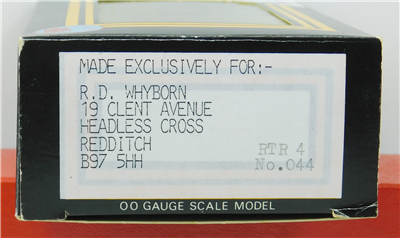 MADE EXCLUSIVELY FOR:-
R.D. WHYBORN
19 CLENT AVENUE
HEADLESS CROSS
REDDITCH
B97 5HH
RTR 4
No.044
OO GAUGE SCALE MODEL